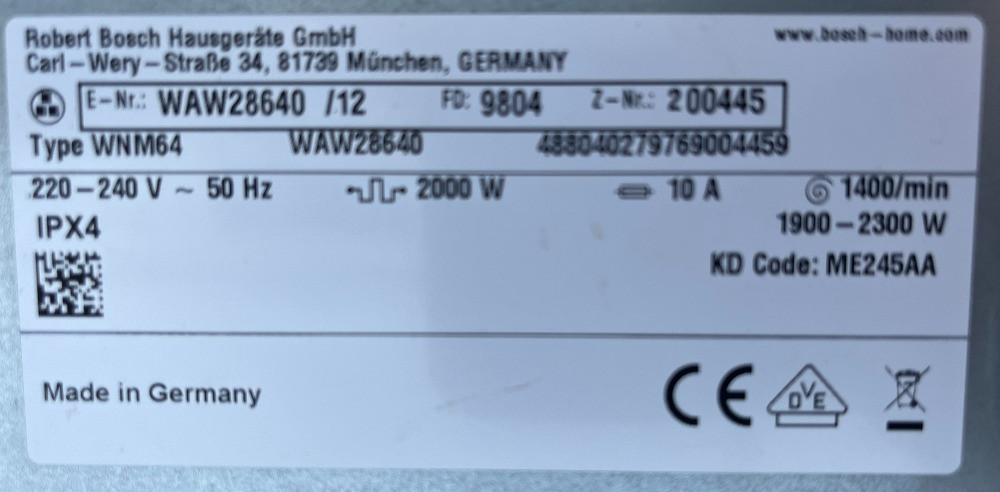 Robert Bosch Hausgeräte GmbH www.bosch-home.com
Carl-Wery-Straße 34, 81739 München, GERMANY
E-Nr.: WAW28640 /12 FD: 9804 Z-Nr.: 200445
Type WNM64 WAW28640 488040279769004459
220-240 V ~ 50 Hz 2000 W 10 A 1400/min
IPX4 1900-2300 W
KD Code: ME245AA
Made in Germany CE DVE